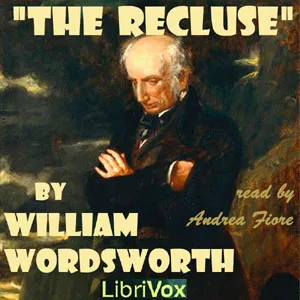 "THE RECLUSE"
BY
WILLIAM
WORDSWORTH
read by
Andrea Fiore
LibriVox